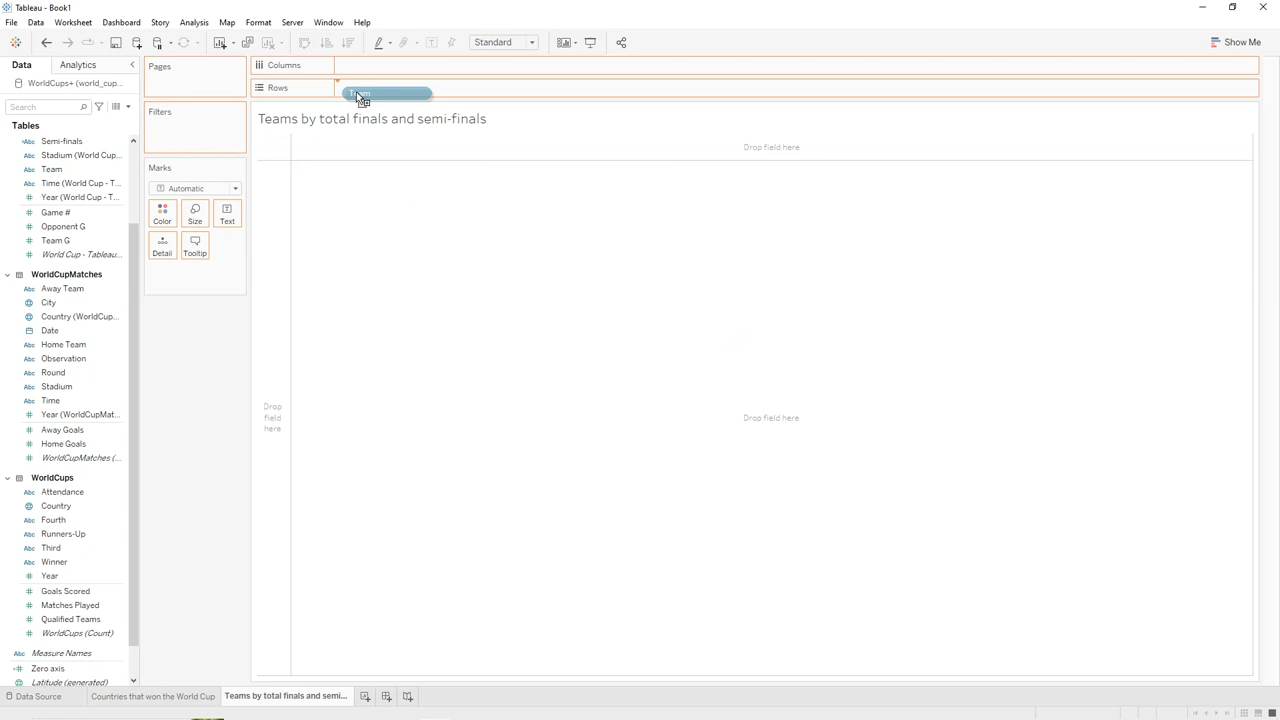 Tableau - Book1
File Data Worksheet Dashboard Story Analysis Map Format Server Window Help
Standard
Show Me
Data Analytics
WorldCups+ (world_cup...
Search
Tables
Semi-finals
Stadium (World Cup...
Team
Time (World Cup - T...
Year (World Cup - T...
Game #
Opponent G
Team G
World Cup - Tableau...
WorldCupMatches
Away Team
City
Country (WorldCup...
Date
Home Team
Observation
Round
Stadium
Time
Year (WorldCupMat...
Away Goals
Home Goals
WorldCupMatches (...
WorldCups
Attendance
Country
Fourth
Runners-Up
Third
Winner
Year
Goals Scored
Matches Played
Qualified Teams
WorldCups (Count)
Measure Names
Zero axis
Latitude (generated)
Pages
Filters
Marks
Automatic
Color Size Text
Detail Tooltip
Columns
Rows
Team
Teams by total finals and semi-finals
Drop field here
Drop
field
here
Drop field here
Data Source Countries that won the World Cup Teams by total finals and semi...